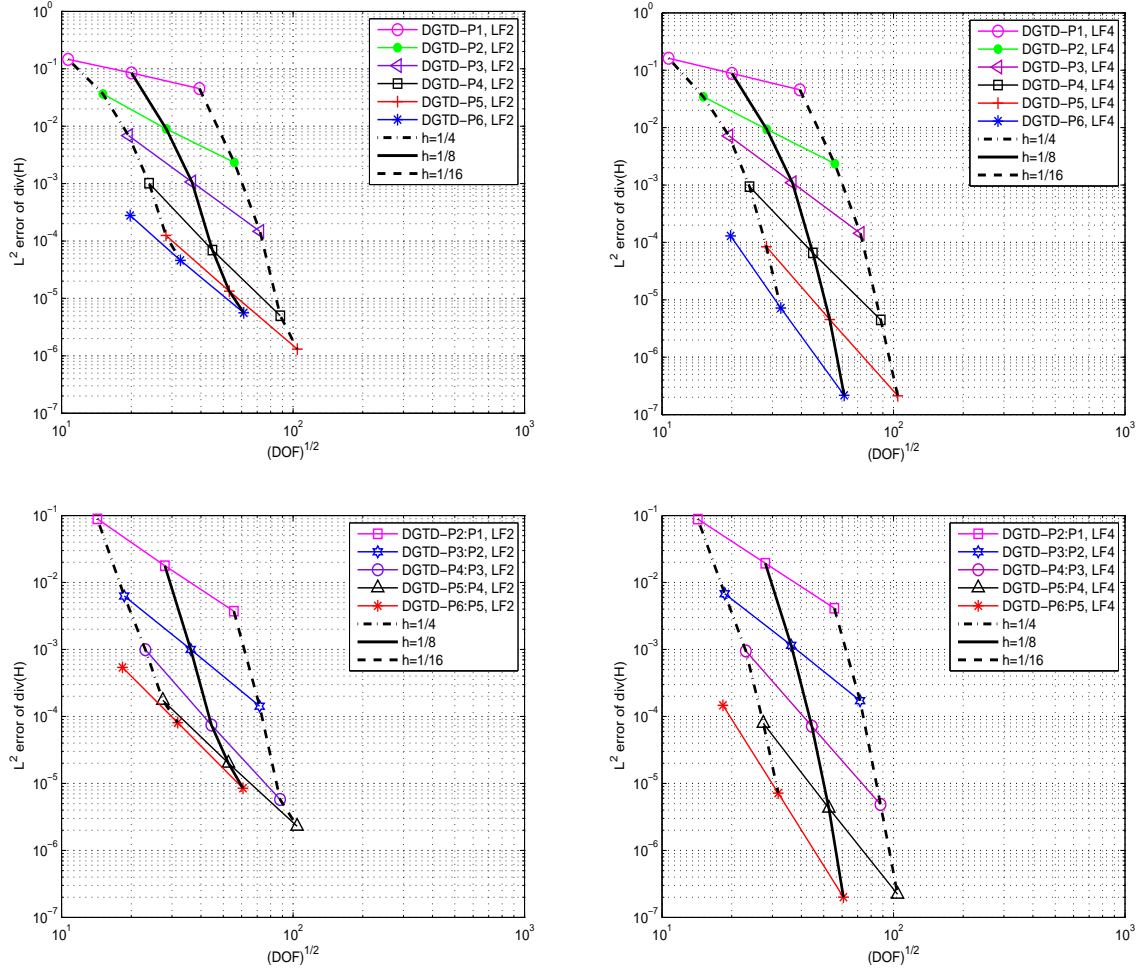 10^0
10^-1
10^-2
10^-3
10^-4
10^-5
10^-6
10^-7
L^2 error of div(H)
10^1
10^2
10^3
(DOF)^1/2
DGTD-P1, LF2
DGTD-P2, LF2
DGTD-P3, LF2
DGTD-P4, LF2
DGTD-P5, LF2
DGTD-P6, LF2
h=1/4
h=1/8
h=1/16
10^0
10^-1
10^-2
10^-3
10^-4
10^-5
10^-6
10^-7
L^2 error of div(H)
10^1
10^2
10^3
(DOF)^1/2
DGTD-P1, LF4
DGTD-P2, LF4
DGTD-P3, LF4
DGTD-P4, LF4
DGTD-P5, LF4
DGTD-P6, LF4
h=1/4
h=1/8
h=1/16
10^-1
10^-2
10^-3
10^-4
10^-5
10^-6
10^-7
L^2 error of div(H)
10^1
10^2
10^3
(DOF)^1/2
DGTD-P2:P1, LF2
DGTD-P3:P2, LF2
DGTD-P4:P3, LF2
DGTD-P5:P4, LF2
DGTD-P6:P5, LF2
h=1/4
h=1/8
h=1/16
10^-1
10^-2
10^-3
10^-4
10^-5
10^-6
10^-7
L^2 error of div(H)
10^1
10^2
10^3
(DOF)^1/2
DGTD-P2:P1, LF4
DGTD-P3:P2, LF4
DGTD-P4:P3, LF4
DGTD-P5:P4, LF4
DGTD-P6:P5, LF4
h=1/4
h=1/8
h=1/16